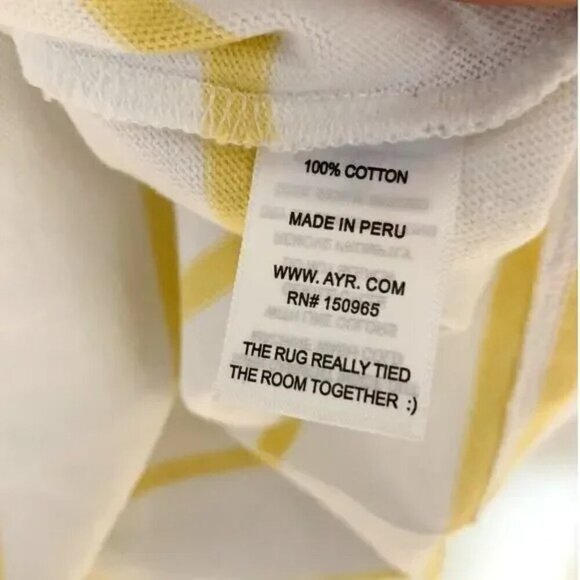 100% COTTON
MADE IN PERU
WWW. AYR. COM
RN# 150965
THE RUG REALLY TIED
THE ROOM TOGETHER :)